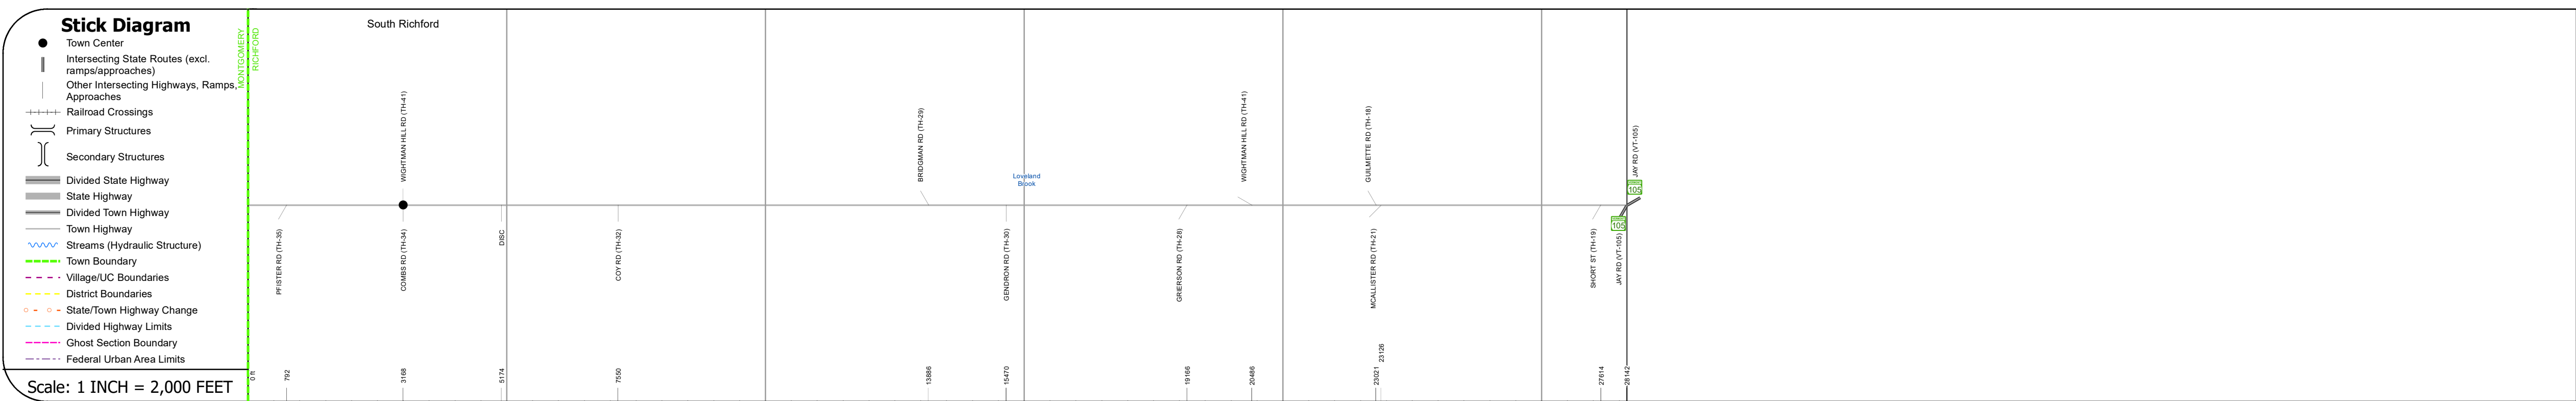 Stick Diagram
Town Center
Intersecting State Routes (excl.
ramps/approaches)
Other Intersecting Highways, Ramps,
Approaches
Railroad Crossings
Primary Structures
Secondary Structures
Divided State Highway
State Highway
Divided Town Highway
Town Highway
Streams (Hydraulic Structure)
Town Boundary
Village/UC Boundaries
District Boundaries
State/Town Highway Change
Divided Highway Limits
Ghost Section Boundary
Federal Urban Area Limits
Scale: 1 INCH = 2,000 FEET
MONTGOMERY
RICHFORD
South Richford
WIGHTMAN HILL RD (TH-41)
BRIDGMAN RD (TH-29)
Loveland
Brook
WIGHTMAN HILL RD (TH-41)
GUILMETTE RD (TH-18)
JAY RD (VT-105)
105
105
PFISTER RD (TH-35)
COMBS RD (TH-34)
DISC
COY RD (TH-32)
GENDRON RD (TH-30)
GRIERSON RD (TH-28)
MCALLISTER RD (TH-21)
SHORT ST (TH-19)
JAY RD (VT-105)
0 ft
792
3168
5174
7550
13886
15470
19166
20486
23021
23126
27614
28142